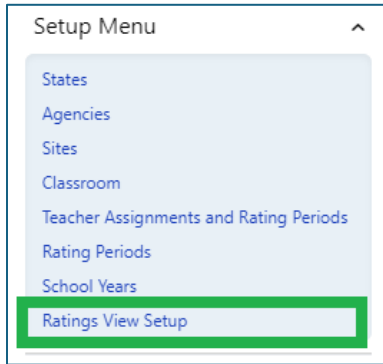 Setup Menu
States
Agencies
Sites
Classroom
Teacher Assignments and Rating Periods
Rating Periods
School Years
Ratings View Setup